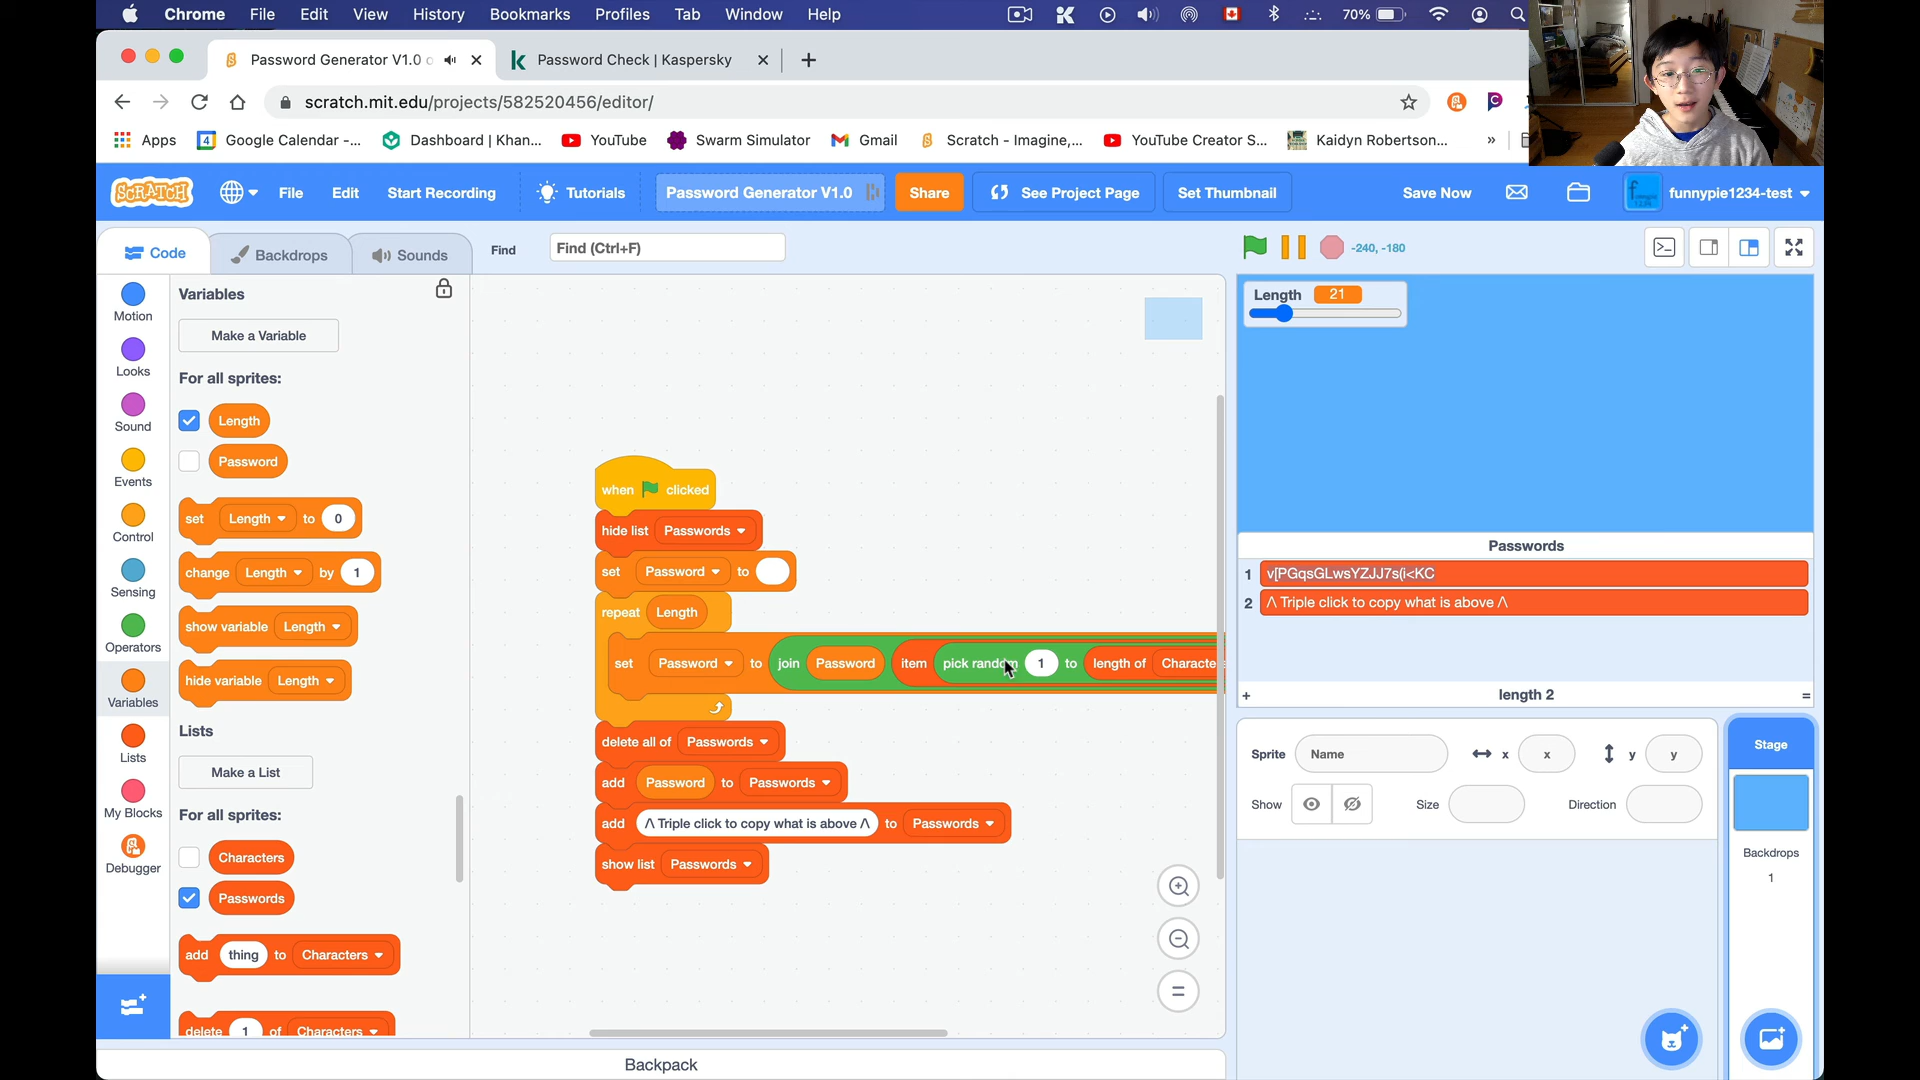 Chrome File Edit View History Bookmarks Profiles Tab Window Help 70%
Password Generator V1.0 Password Check | Kaspersky
scratch.mit.edu/projects/582520456/editor/
Apps Google Calendar -... Dashboard | Khan... YouTube Swarm Simulator Gmail Scratch - Imagine,... YouTube Creator S... Kaidyn Robertson... »
SCRATCH File Edit Start Recording Tutorials Password Generator V1.0 Share See Project Page Set Thumbnail Save Now funnypie1234-test
Code Backdrops Sounds Find Find (Ctrl+F) -240, -180
Motion
Looks
Sound
Events
Control
Sensing
Operators
Variables
Lists
My Blocks
Debugger
Variables
Make a Variable
For all sprites:
Length
Password
set Length to 0
change Length by 1
show variable Length
hide variable Length
Lists
Make a List
For all sprites:
Characters
Passwords
add thing to Characters
delete 1 of Characters
when clicked
hide list Passwords
set Password to
repeat Length
set Password to join Password item pick random 1 to length of Characte
delete all of Passwords
add Password to Passwords
add /\ Triple click to copy what is above /\ to Passwords
show list Passwords
Length 21
Passwords
1 v[PGqsGLwsYZJJ7s(i<KC
2 /\ Triple click to copy what is above /\
+ length 2 =
Sprite Name x x y y
Show Size Direction
Stage
Backdrops
1
Backpack